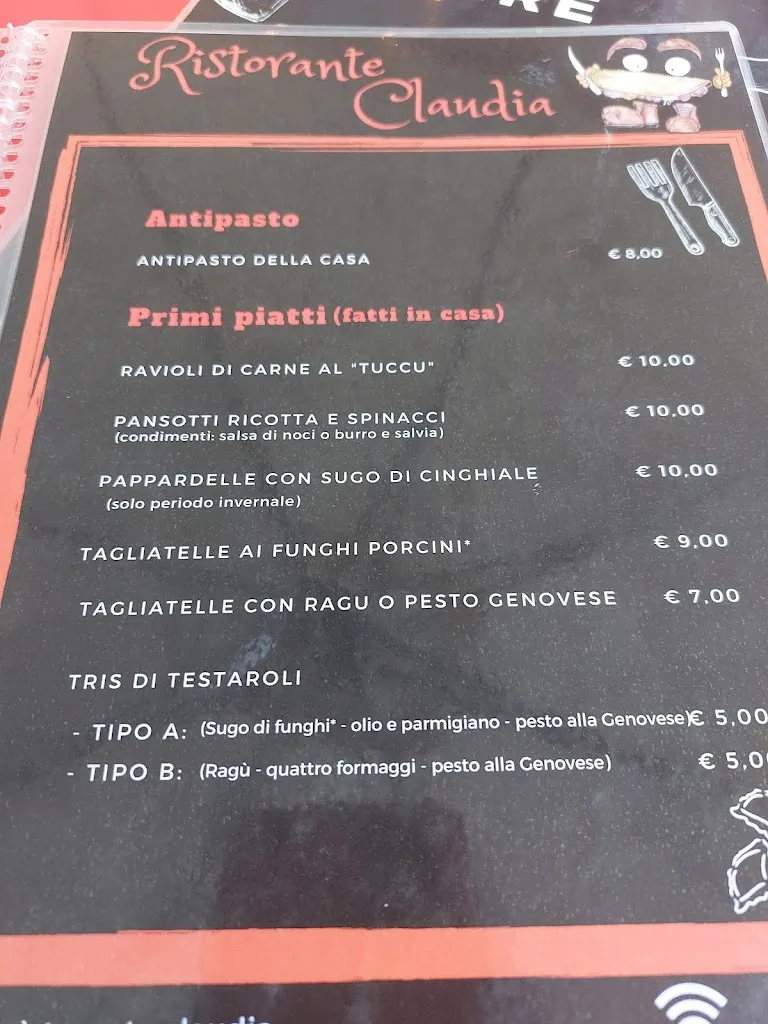 RE
Ristorante
Claudia
Antipasto
ANTIPASTO DELLA CASA € 8,00
Primi piatti (fatti in casa)
RAVIOLI DI CARNE AL "TUCCU" € 10,00
PANSOTTI RICOTTA E SPINACCI € 10,00
(condimenti: salsa di noci o burro e salvia)
PAPPARDELLE CON SUGO DI CINGHIALE € 10,00
(solo periodo invernale)
TAGLIATELLE AI FUNGHI PORCINI* € 9,00
TAGLIATELLE CON RAGU O PESTO GENOVESE € 7,00
TRIS DI TESTAROLI
- TIPO A: (Sugo di funghi* - olio e parmigiano - pesto alla Genovese) € 5,00
- TIPO B: (Ragù - quattro formaggi - pesto alla Genovese) € 5,0